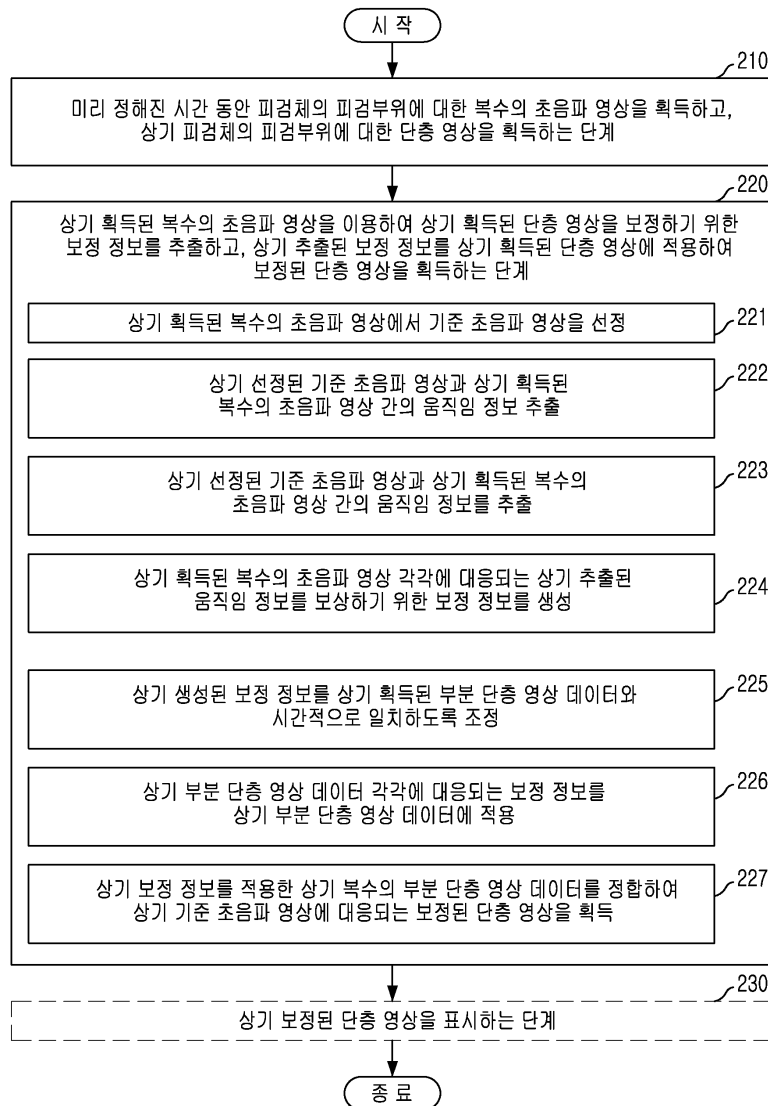 시 작
210
미리 정해진 시간 동안 피검체의 피검부위에 대한 복수의 초음파 영상을 획득하고,
상기 피검체의 피검부위에 대한 단층 영상을 획득하는 단계
220
상기 획득된 복수의 초음파 영상을 이용하여 상기 획득된 단층 영상을 보정하기 위한
보정 정보를 추출하고, 상기 추출된 보정 정보를 상기 획득된 단층 영상에 적용하여
보정된 단층 영상을 획득하는 단계
상기 획득된 복수의 초음파 영상에서 기준 초음파 영상을 선정
221
222
상기 선정된 기준 초음파 영상과 상기 획득된
복수의 초음파 영상 간의 움직임 정보 추출
223
상기 선정된 기준 초음파 영상과 상기 획득된 복수의
초음파 영상 간의 움직임 정보를 추출
224
상기 획득된 복수의 초음파 영상 각각에 대응되는 상기 추출된
움직임 정보를 보상하기 위한 보정 정보를 생성
225
상기 생성된 보정 정보를 상기 획득된 부분 단층 영상 데이터와
시간적으로 일치하도록 조정
226
상기 부분 단층 영상 데이터 각각에 대응되는 보정 정보를
상기 부분 단층 영상 데이터에 적용
227
상기 보정 정보를 적용한 상기 복수의 부분 단층 영상 데이터를 정합하여
상기 기준 초음파 영상에 대응되는 보정된 단층 영상을 획득
230
상기 보정된 단층 영상을 표시하는 단계
종 료